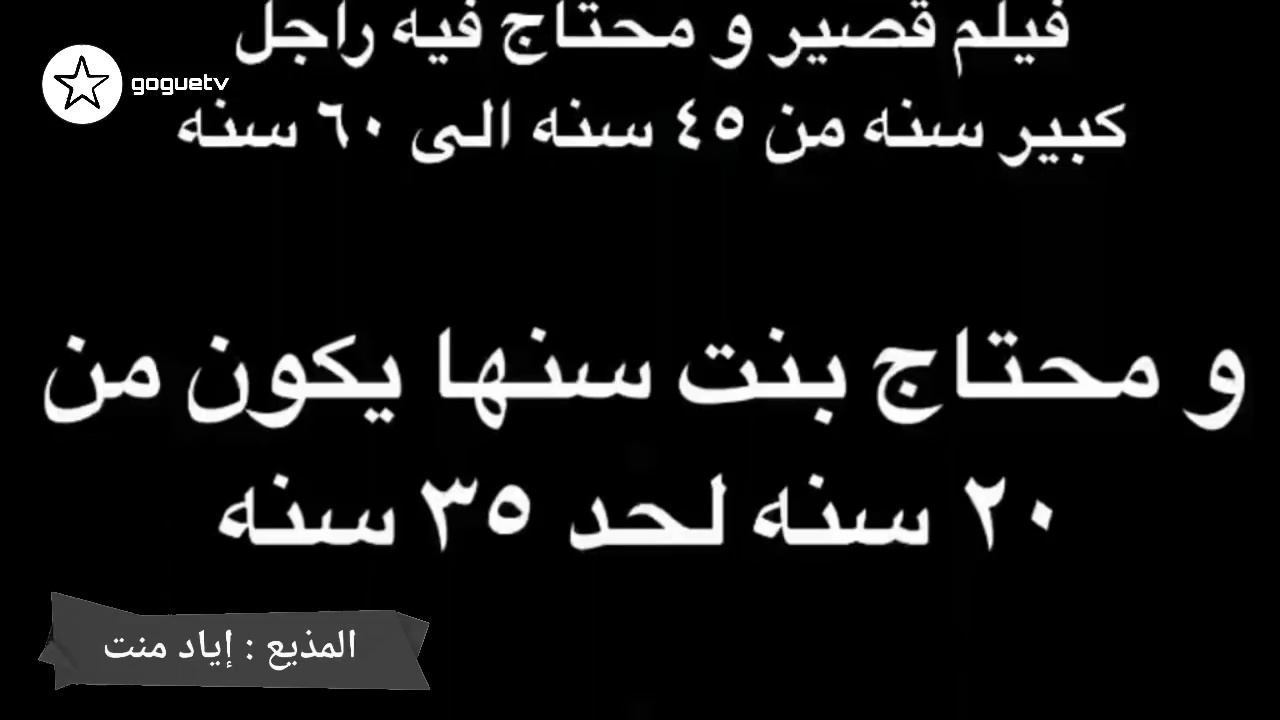 فيلم قصير و محتاج فيه راجل
goguetv
كبير سنه من ٤٥ سنه الى ٦٠ سنه
و محتاج بنت سنها يكون من
٢٠ سنه لحد ٣٥ سنه
المذيع : إياد منت